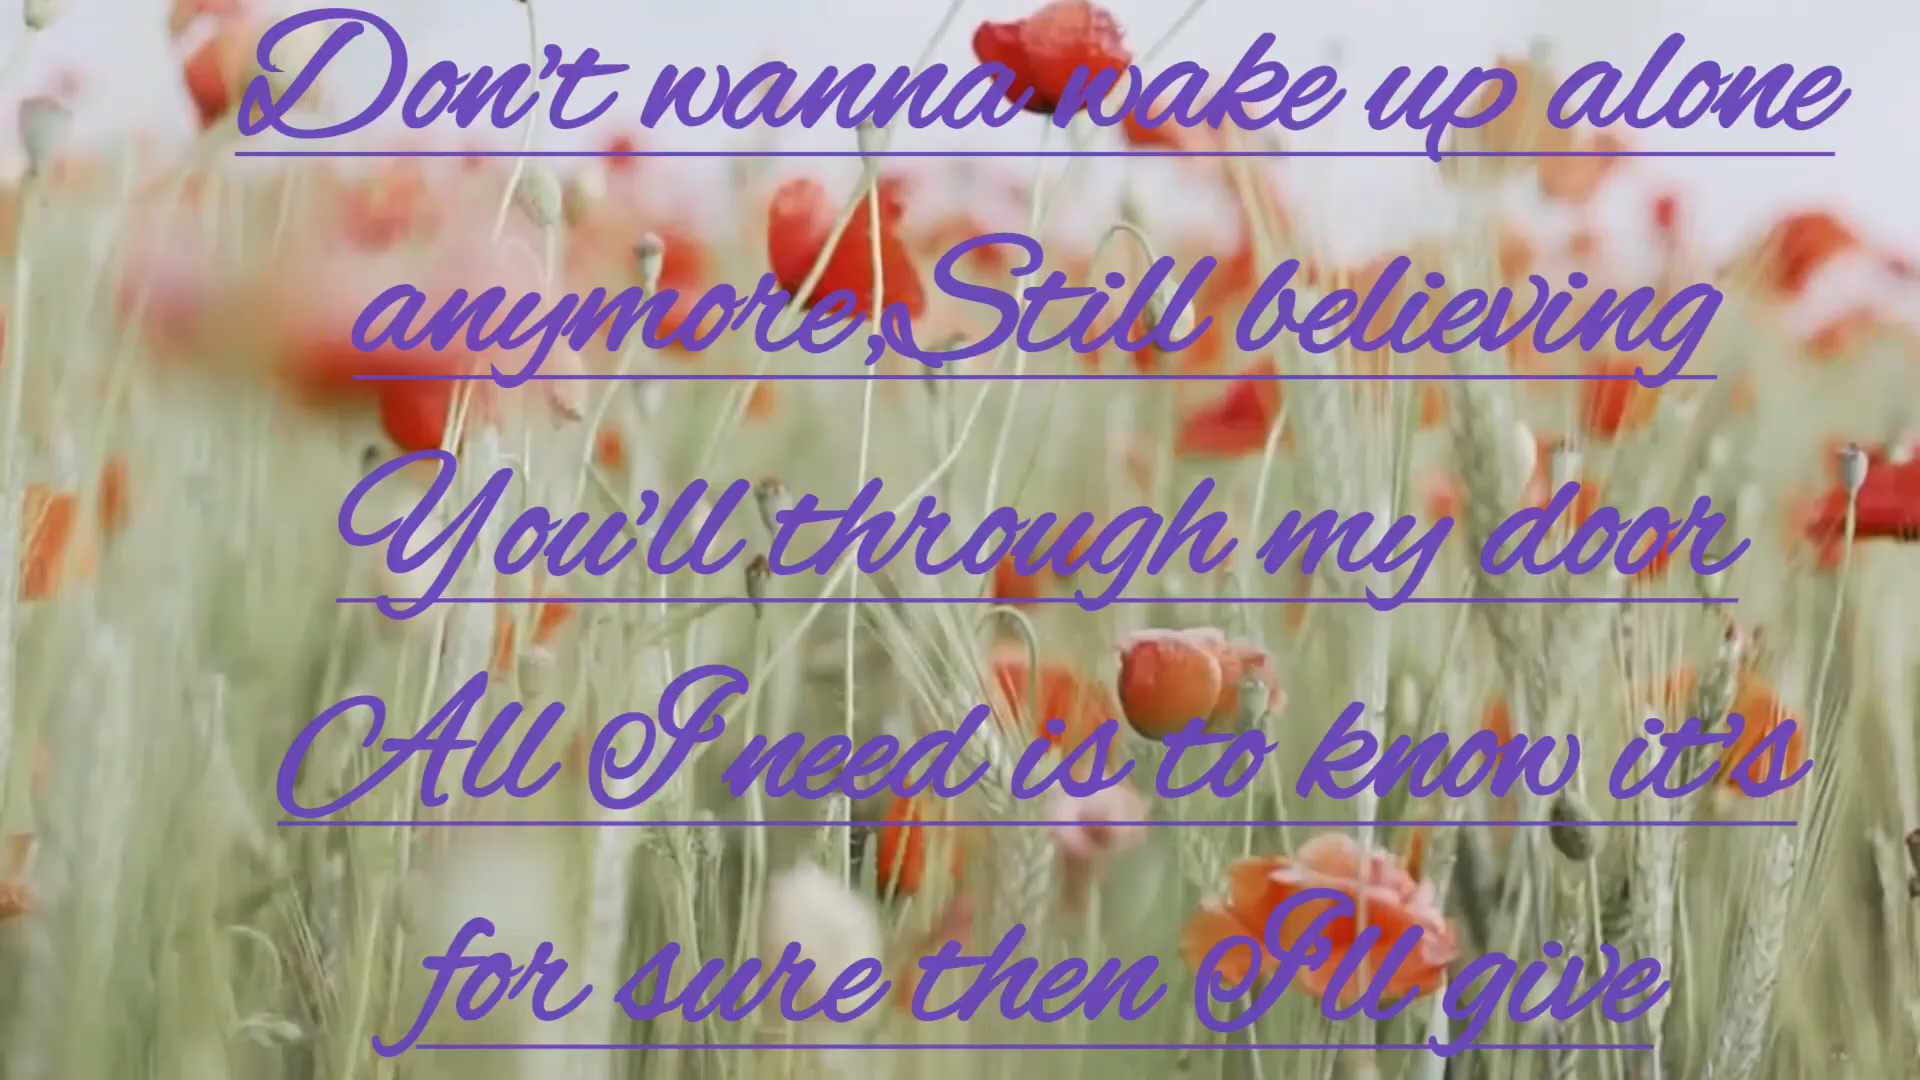 Don't wanna wake up alone
anymore,Still believing
You'll through my door
All I need is to know it's
for sure then I'll give